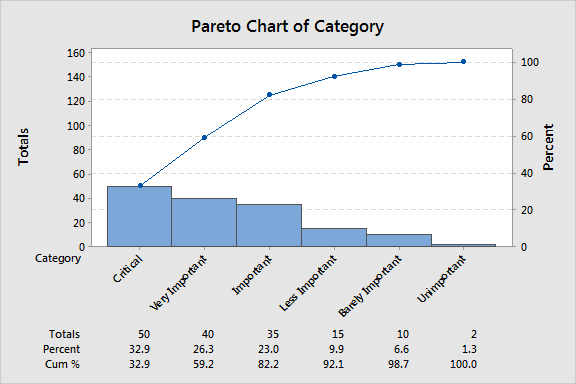 Pareto Chart of Category
Totals
160
140
120
100
80
60
40
20
0
100
80
60
40
20
0
Percent
Category
Critical
Very Important
Important
Less Important
Barely Important
Unimportant
Totals 50 40 35 15 10 2
Percent 32.9 26.3 23.0 9.9 6.6 1.3
Cum % 32.9 59.2 82.2 92.1 98.7 100.0